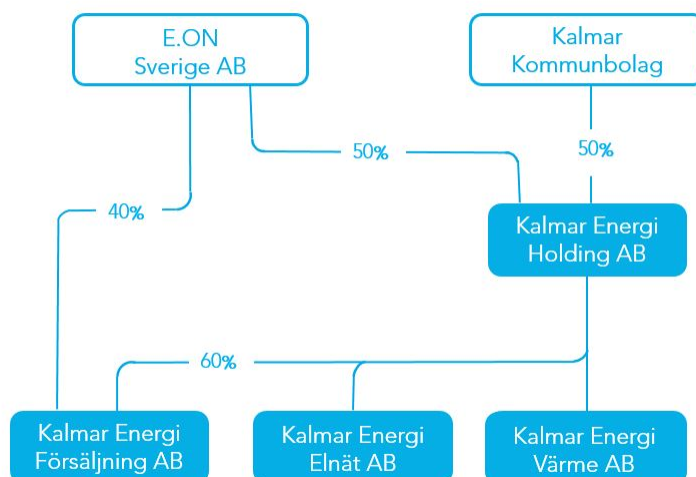 E.ON
Sverige AB
Kalmar
Kommunbolag
50%
50%
40%
Kalmar Energi
Holding AB
60%
Kalmar Energi
Försäljning AB
Kalmar Energi
Elnät AB
Kalmar Energi
Värme AB